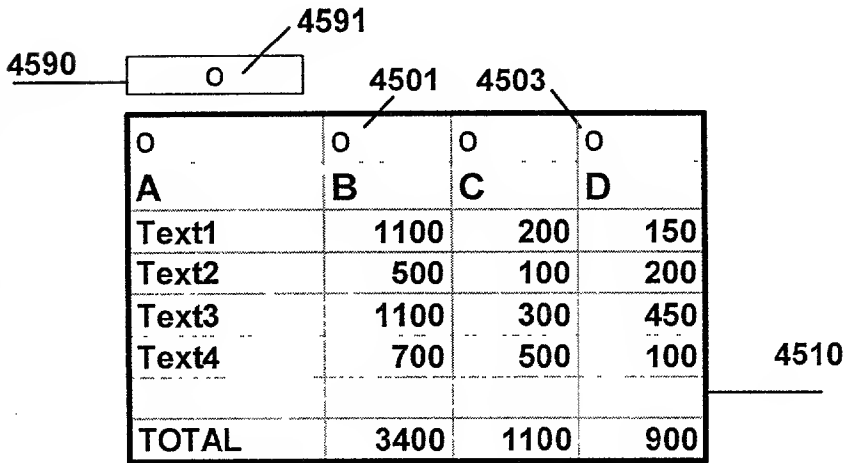 4591
4590
O
4501 4503
O O O O
A B C D
Text1 1100 200 150
Text2 500 100 200
Text3 1100 300 450
Text4 700 500 100
4510
TOTAL 3400 1100 900